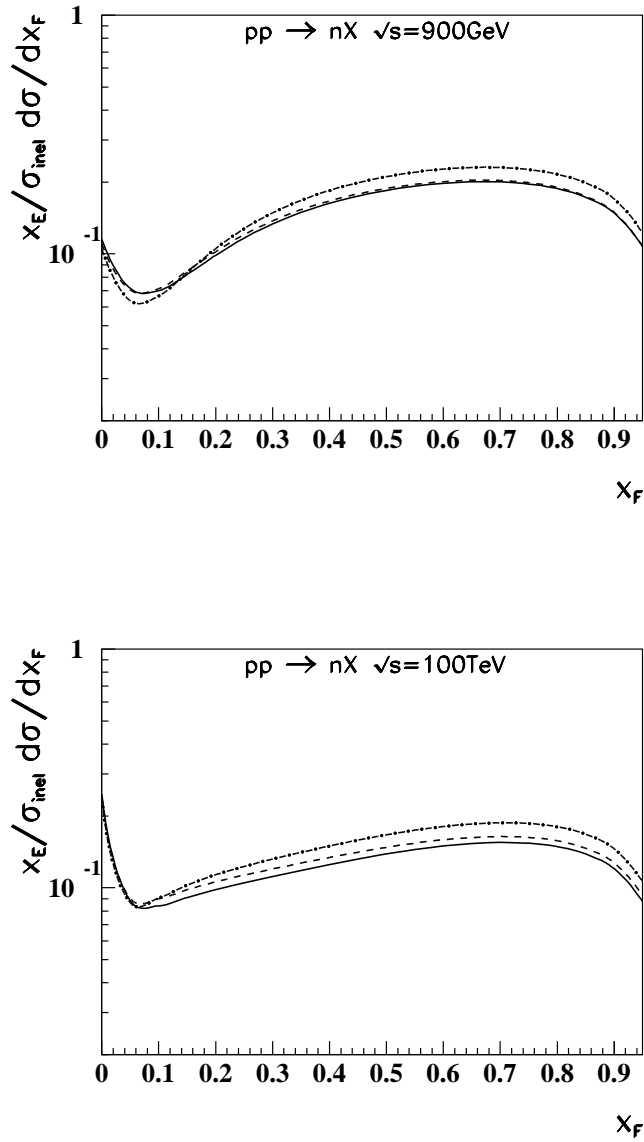 1
pp → nX √s=900GeV
x_E/σ_inel dσ/dx_F
10^-1
0 0.1 0.2 0.3 0.4 0.5 0.6 0.7 0.8 0.9
x_F
1
pp → nX √s=100TeV
x_E/σ_inel dσ/dx_F
10^-1
0 0.1 0.2 0.3 0.4 0.5 0.6 0.7 0.8 0.9
x_F